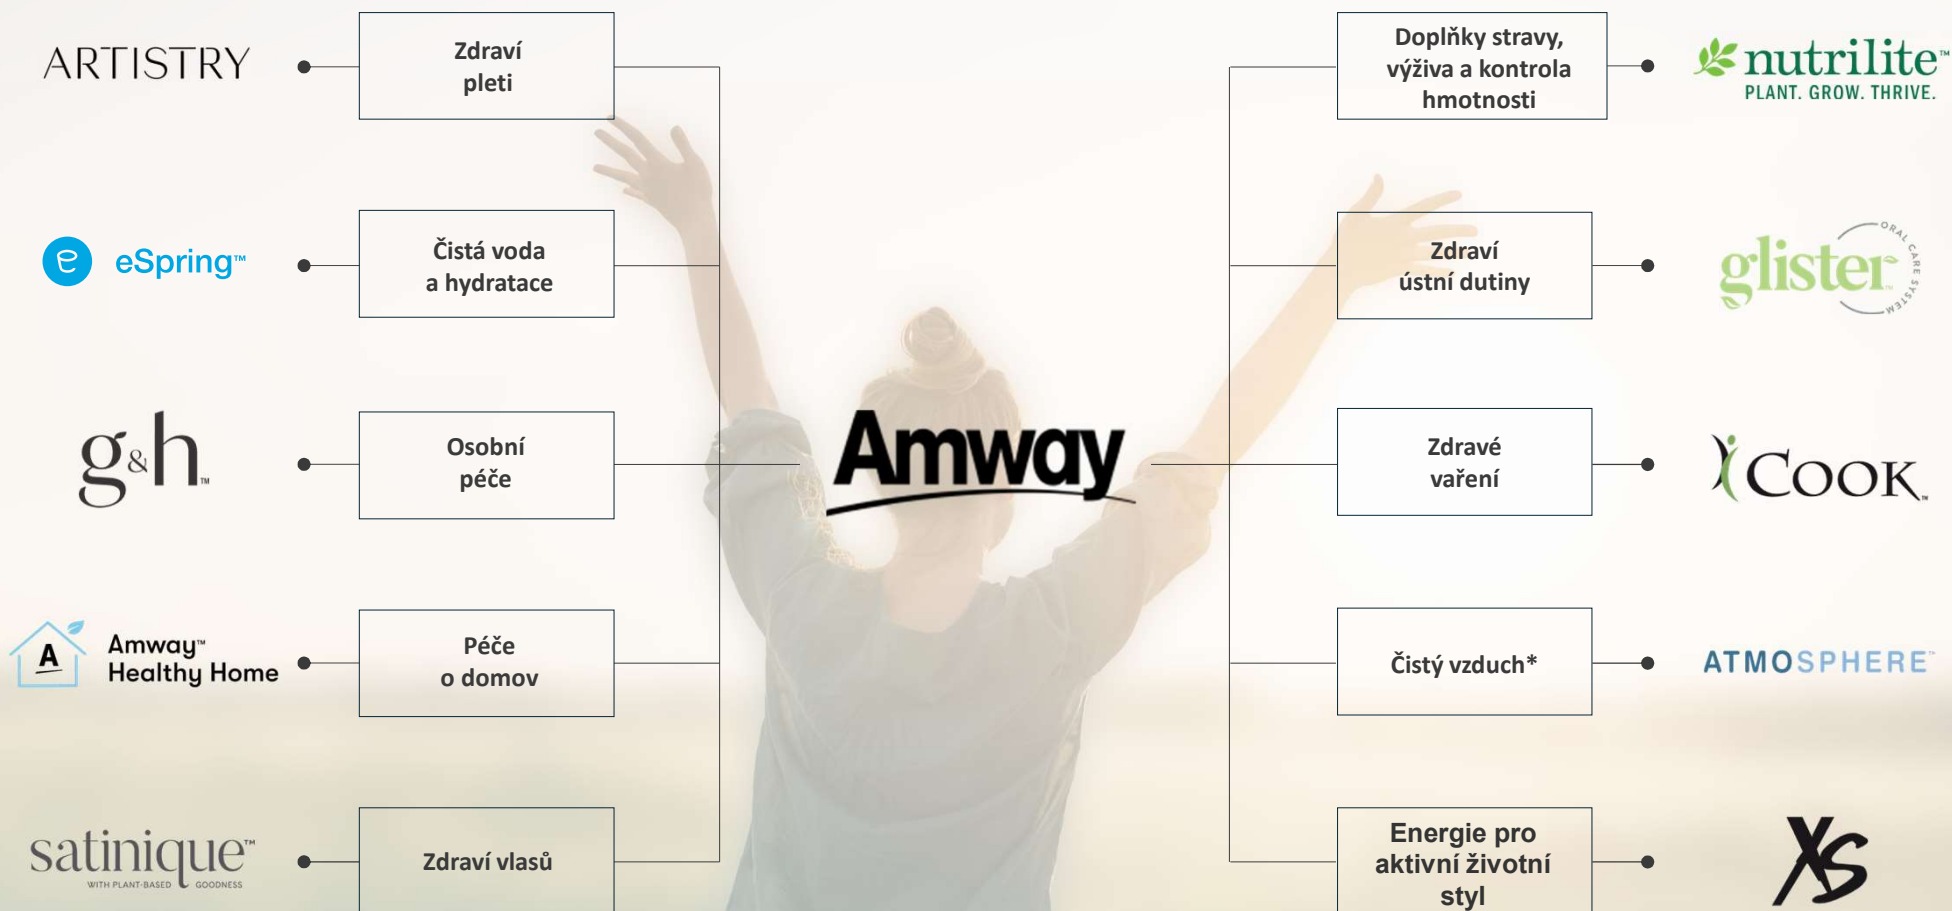 ARTISTRY
Zdraví
pleti
eSpring™
Čistá voda
a hydratace
g&h™
Osobní
péče
A
Amway™
Healthy Home
Péče
o domov
satinique™
WITH PLANT-BASED GOODNESS
Zdraví vlasů
Amway
Doplňky stravy,
výživa a kontrola
hmotnosti
nutrilite™
PLANT. GROW. THRIVE.
Zdraví
ústní dutiny
glister™
ORAL CARE SYSTEM
Zdravé
vaření
iCOOK™
Čistý vzduch*
ATMOSPHERE™
Energie pro
aktivní životní
styl
XS